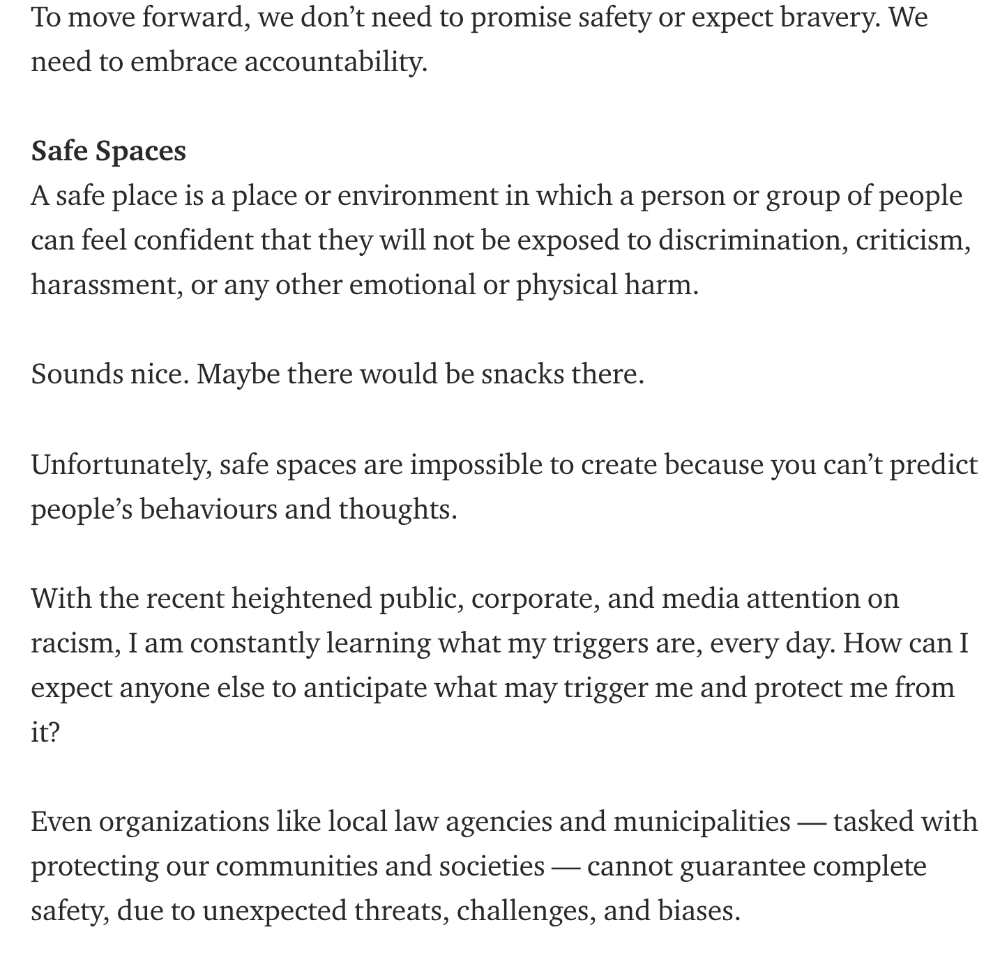 To move forward, we don’t need to promise safety or expect bravery. We
need to embrace accountability.
Safe Spaces
A safe place is a place or environment in which a person or group of people
can feel confident that they will not be exposed to discrimination, criticism,
harassment, or any other emotional or physical harm.
Sounds nice. Maybe there would be snacks there.
Unfortunately, safe spaces are impossible to create because you can’t predict
people’s behaviours and thoughts.
With the recent heightened public, corporate, and media attention on
racism, I am constantly learning what my triggers are, every day. How can I
expect anyone else to anticipate what may trigger me and protect me from
it?
Even organizations like local law agencies and municipalities — tasked with
protecting our communities and societies — cannot guarantee complete
safety, due to unexpected threats, challenges, and biases.